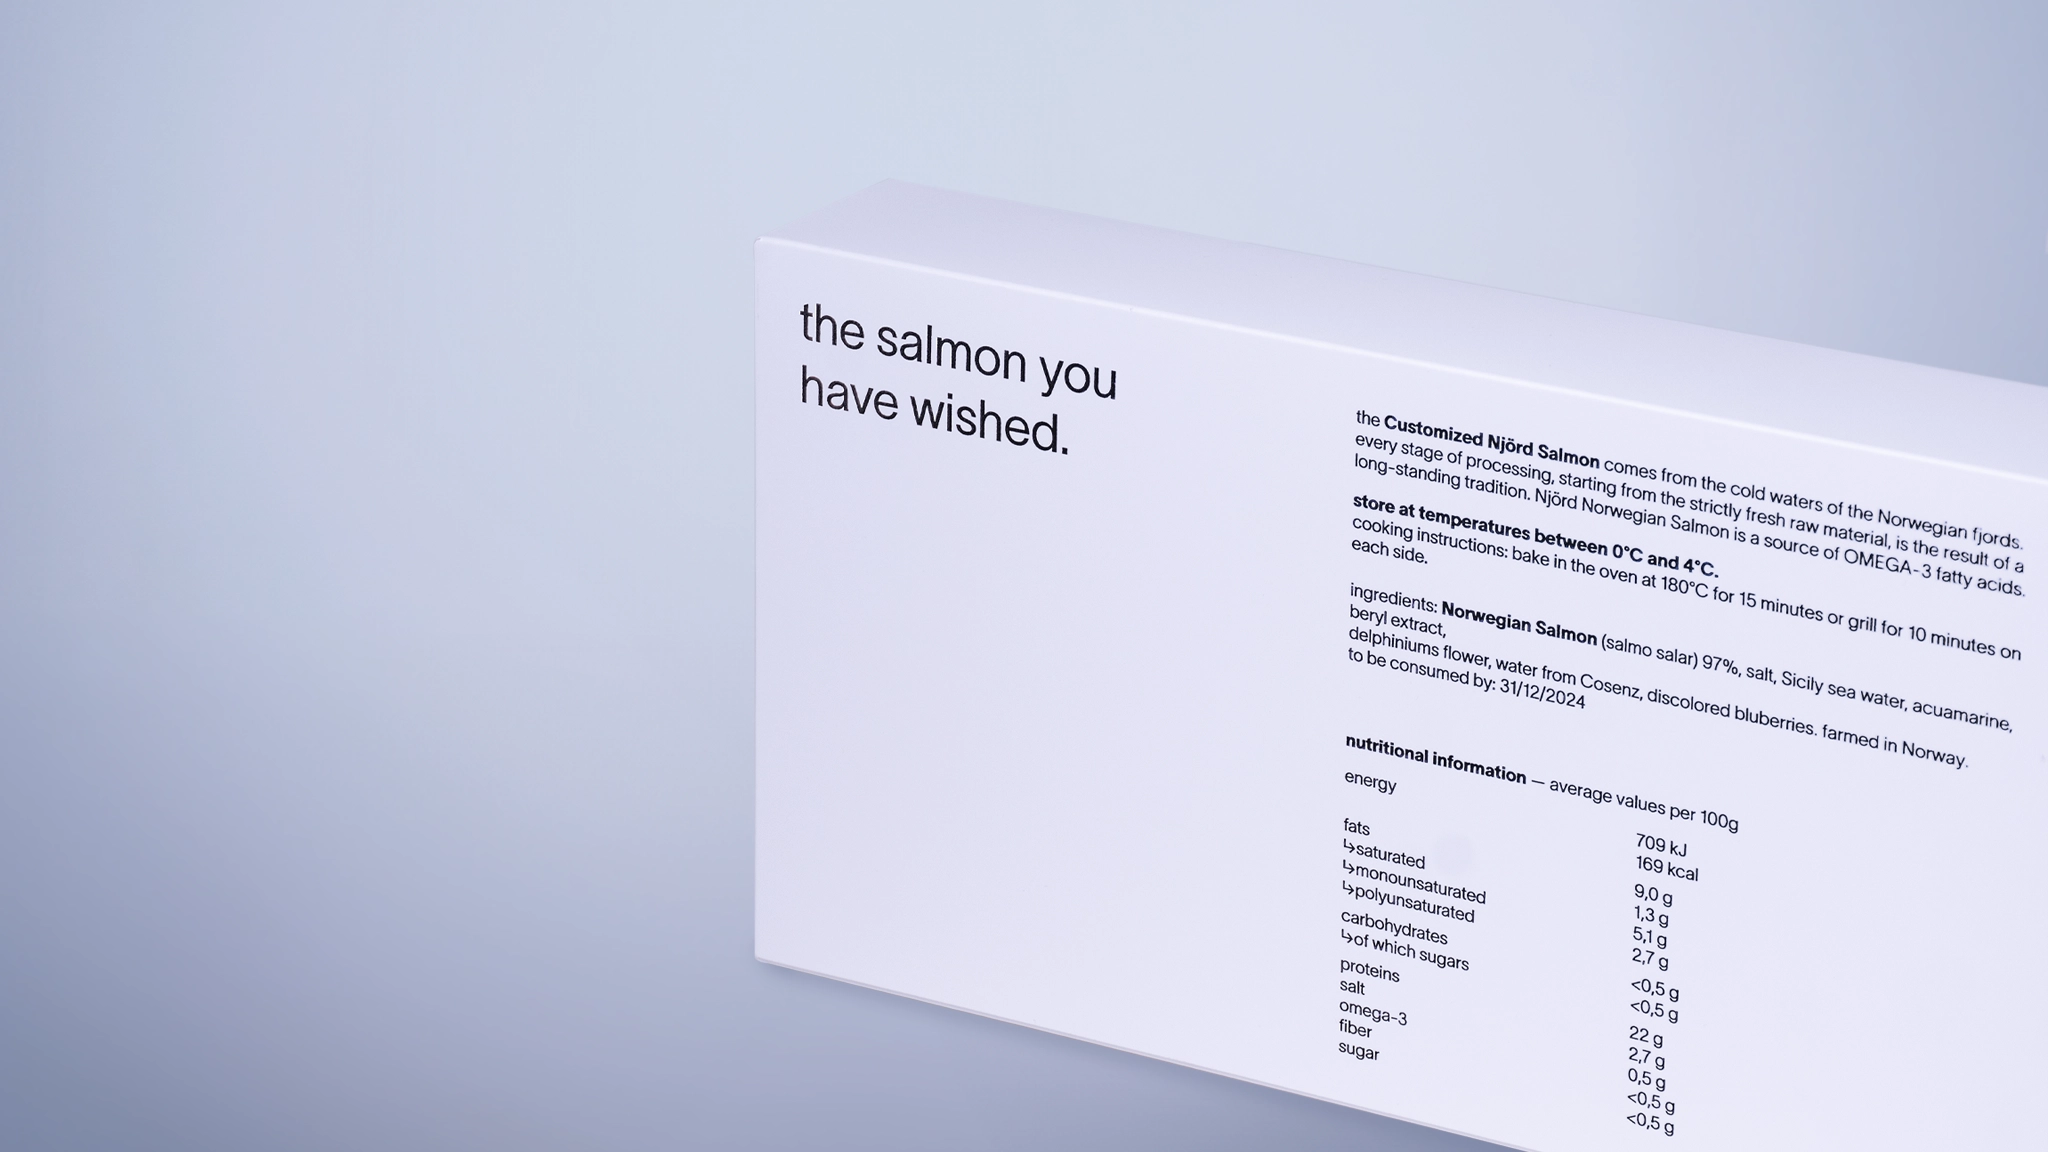 the salmon you
have wished.
the Customized Njörd Salmon comes from the cold waters of the Norwegian fjords.
every stage of processing, starting from the strictly fresh raw material, is the result of a
long-standing tradition. Njörd Norwegian Salmon is a source of OMEGA-3 fatty acids.
store at temperatures between 0°C and 4°C.
cooking instructions: bake in the oven at 180°C for 15 minutes or grill for 10 minutes on
each side.
ingredients: Norwegian Salmon (salmo salar) 97%, salt, Sicily sea water, acuamarine,
beryl extract,
delphiniums flower, water from Cosenz, discolored bluberries. farmed in Norway.
to be consumed by: 31/12/2024
nutritional information — average values per 100g
energy 709 kJ
169 kcal
fats 9,0 g
↳saturated 1,3 g
↳monounsaturated 5,1 g
↳polyunsaturated 2,7 g
carbohydrates <0,5 g
↳of which sugars <0,5 g
proteins 22 g
salt 2,7 g
omega-3 0,5 g
fiber <0,5 g
sugar <0,5 g